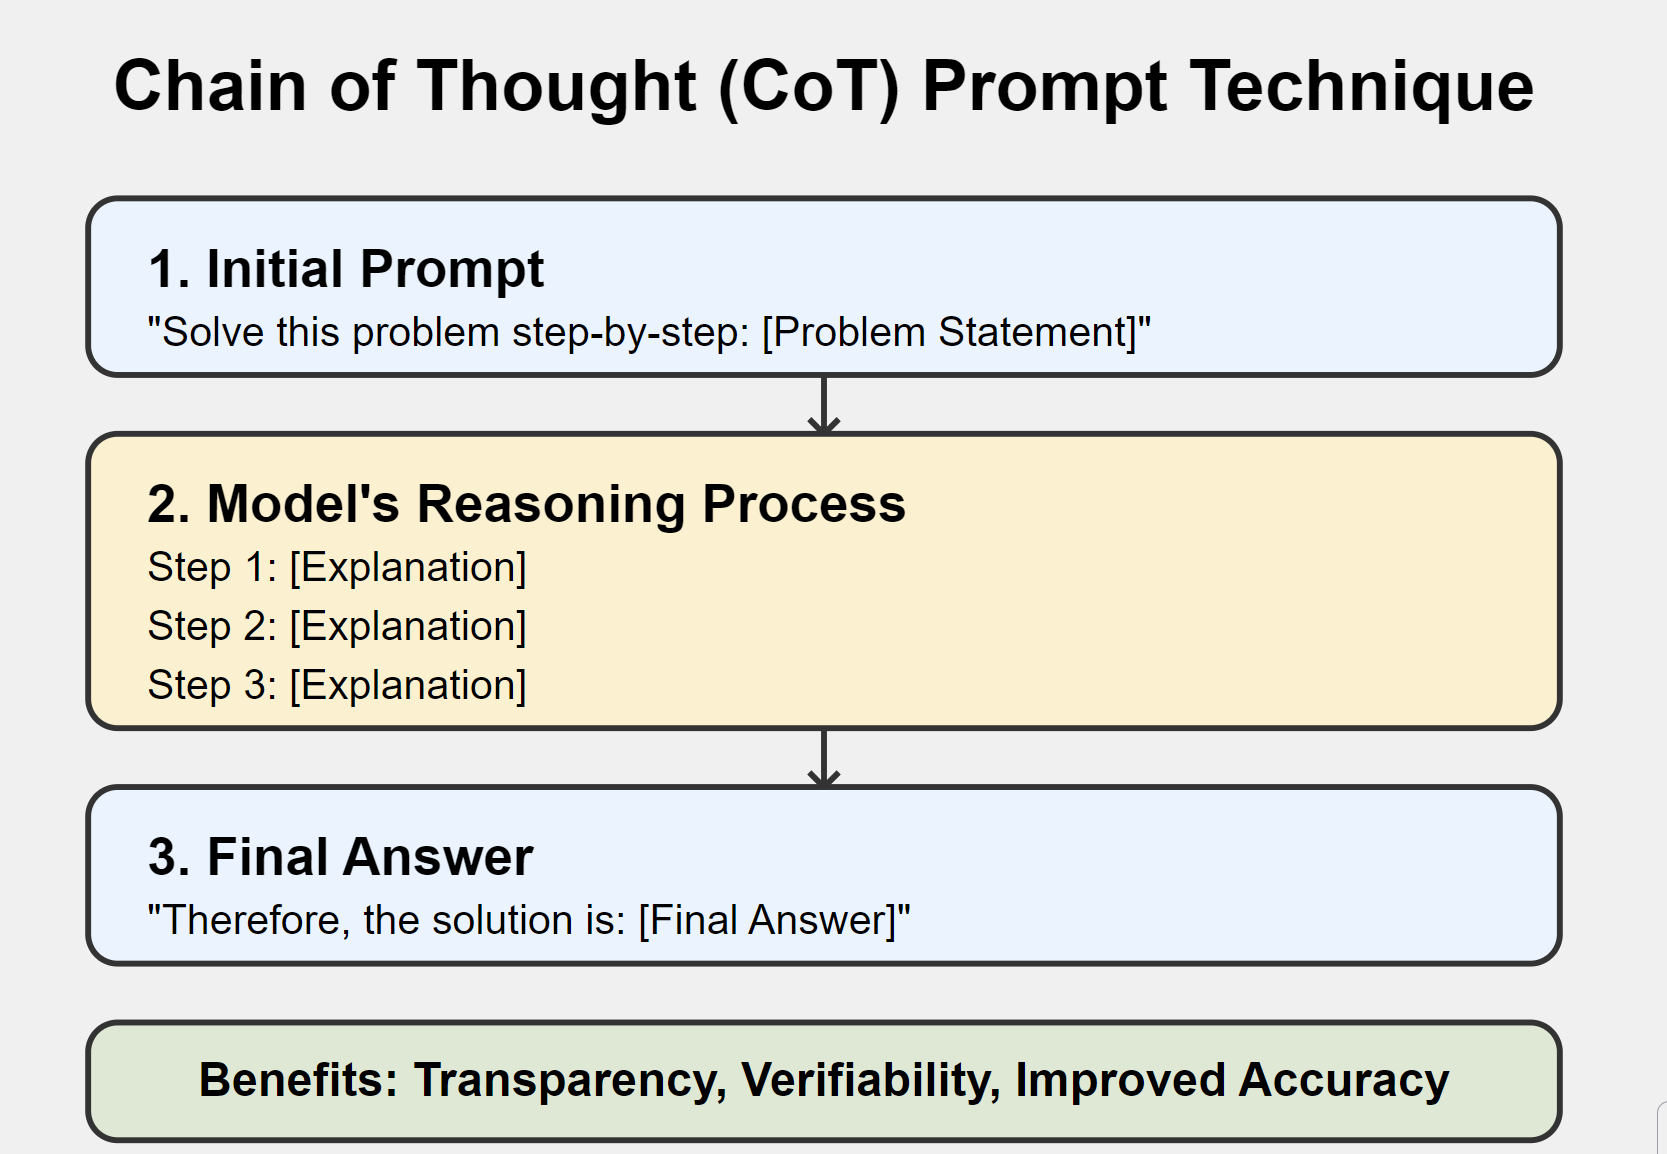 Chain of Thought (CoT) Prompt Technique
1. Initial Prompt
"Solve this problem step-by-step: [Problem Statement]"
2. Model's Reasoning Process
Step 1: [Explanation]
Step 2: [Explanation]
Step 3: [Explanation]
3. Final Answer
"Therefore, the solution is: [Final Answer]"
Benefits: Transparency, Verifiability, Improved Accuracy